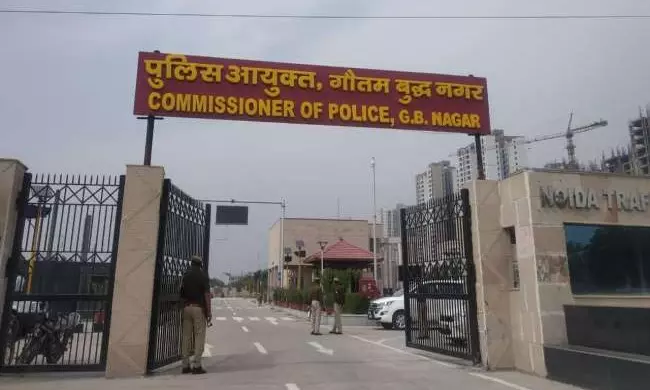 पुलिस आयुक्त, गौतम बुद्ध नगर
COMMISSIONER OF POLICE, G.B. NAGAR
NOIDA TRAF